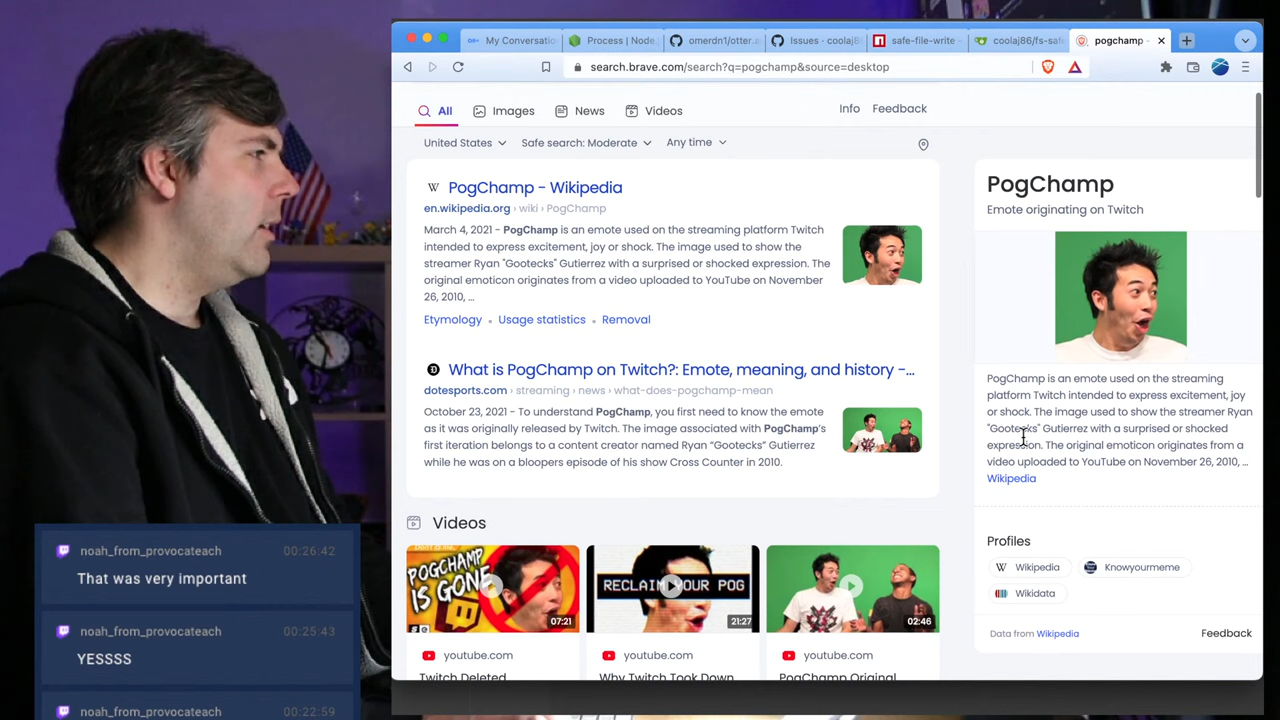 My Conversatio
Process | Node
omerdn1/otter.a
Issues · coolaj8
safe-file-write
coolaj86/fs-saf
pogchamp -
search.brave.com/search?q=pogchamp&source=desktop
All
Images
News
Videos
Info
Feedback
United States
Safe search: Moderate
Any time
W
PogChamp - Wikipedia
en.wikipedia.org › wiki › PogChamp
March 4, 2021 - PogChamp is an emote used on the streaming platform Twitch
intended to express excitement, joy or shock. The image used to show the
streamer Ryan "Gootecks" Gutierrez with a surprised or shocked expression. The
original emoticon originates from a video uploaded to YouTube on November
26, 2010, ...
Etymology • Usage statistics • Removal
What is PogChamp on Twitch?: Emote, meaning, and history -...
dotesports.com › streaming › news › what-does-pogchamp-mean
October 23, 2021 - To understand PogChamp, you first need to know the emote
as it was originally released by Twitch. The image associated with PogChamp's
first iteration belongs to a content creator named Ryan "Gootecks" Gutierrez
while he was on a bloopers episode of his show Cross Counter in 2010.
Videos
POGCHAMP
IS GONE
07:21
youtube.com
Twitch Deleted
RECLAIM YOUR POG
21:27
youtube.com
Why Twitch Took Down
02:46
youtube.com
PogChamp Original
PogChamp
Emote originating on Twitch
PogChamp is an emote used on the streaming
platform Twitch intended to express excitement, joy
or shock. The image used to show the streamer Ryan
"Gootecks" Gutierrez with a surprised or shocked
expression. The original emoticon originates from a
video uploaded to YouTube on November 26, 2010, ...
Wikipedia
Profiles
W Wikipedia
Knowyourmeme
Wikidata
Data from Wikipedia
Feedback
noah_from_provocateach 00:26:42
That was very important
noah_from_provocateach 00:25:43
YESSSS
noah_from_provocateach 00:22:59